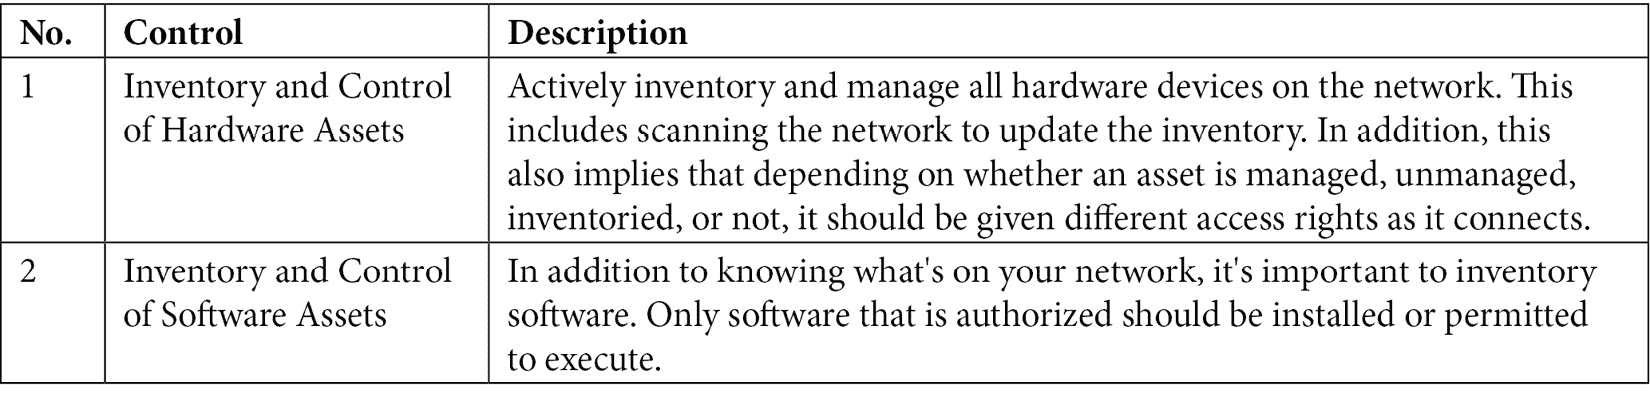 No. Control Description
1 Inventory and Control Actively inventory and manage all hardware devices on the network. This
of Hardware Assets includes scanning the network to update the inventory. In addition, this
also implies that depending on whether an asset is managed, unmanaged,
inventoried, or not, it should be given different access rights as it connects.
2 Inventory and Control In addition to knowing what's on your network, it's important to inventory
of Software Assets software. Only software that is authorized should be installed or permitted
to execute.